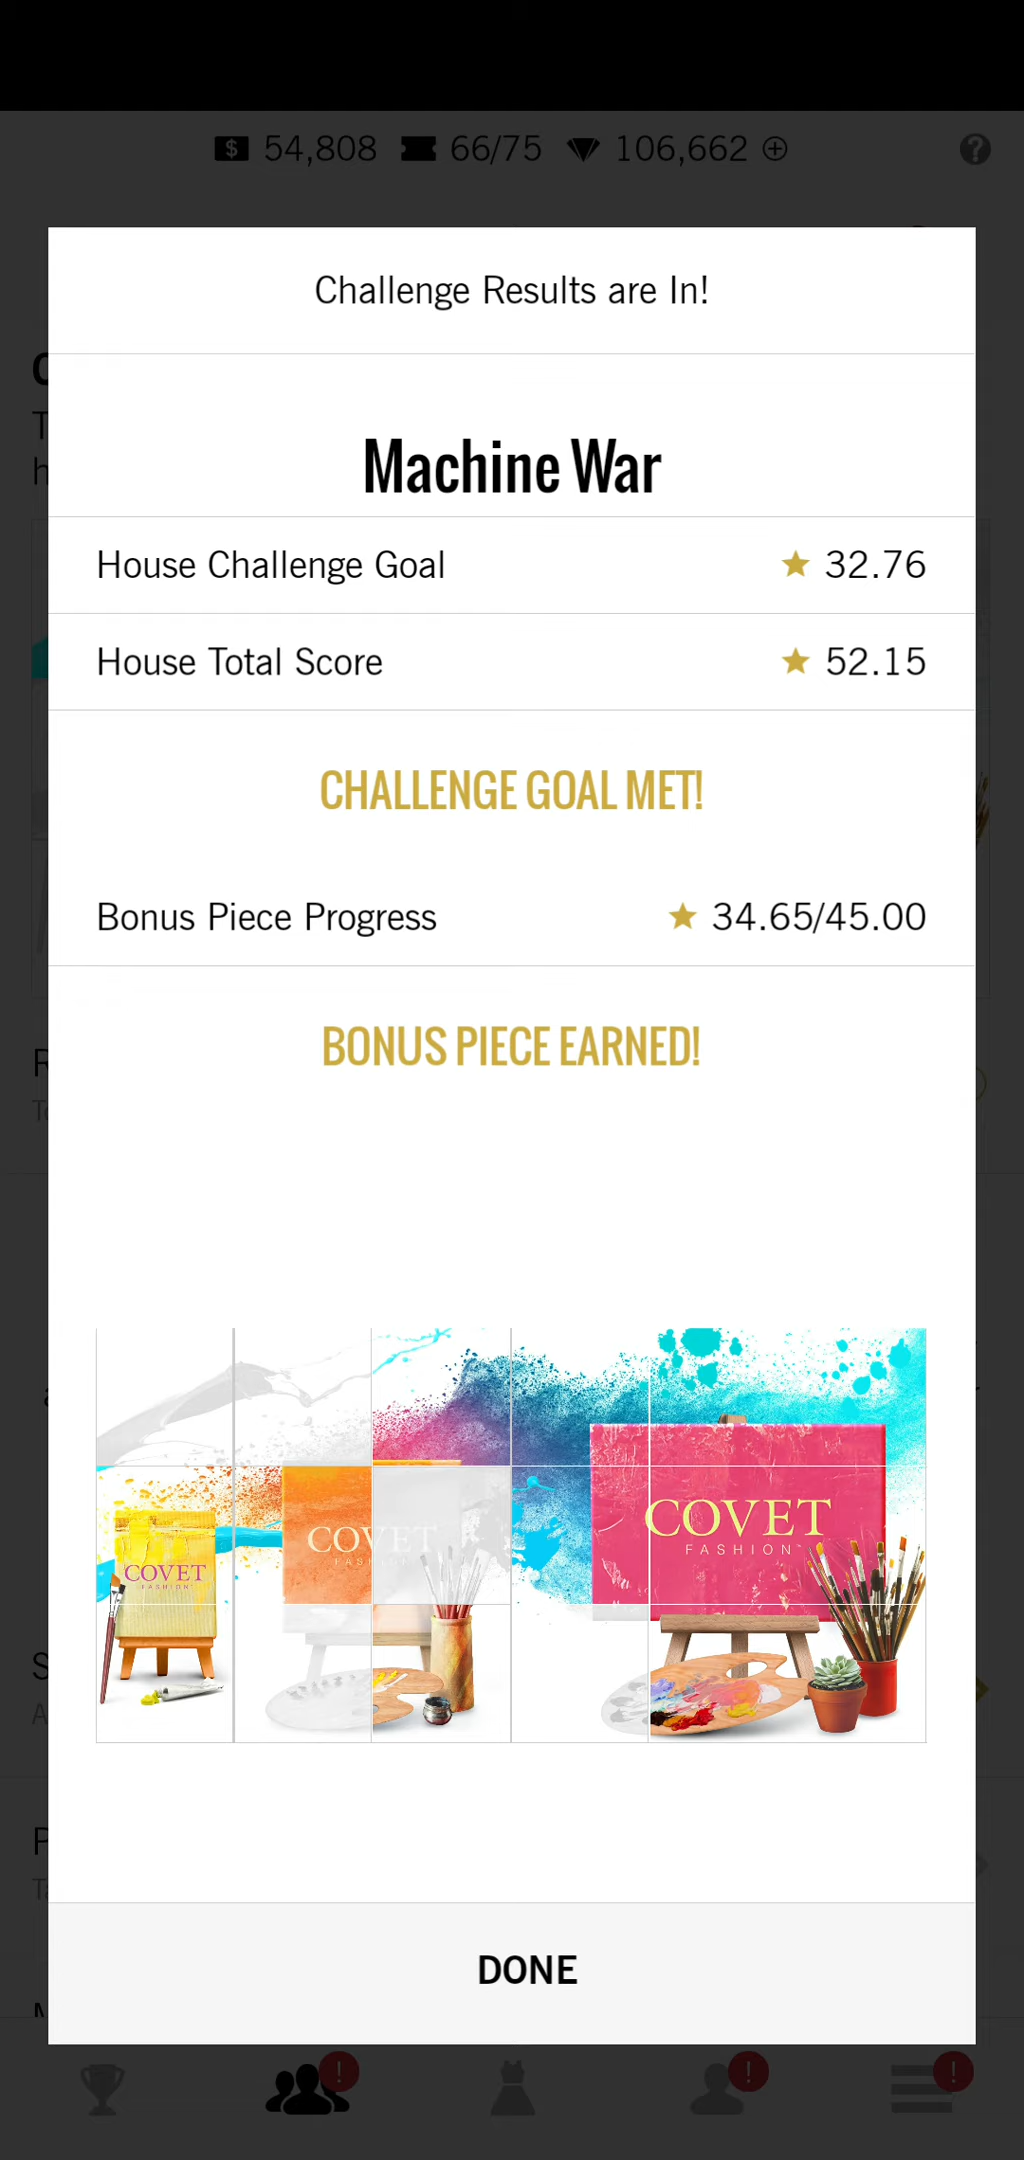 54,808 66/75 106,662
Challenge Results are In!
Machine War
House Challenge Goal 32.76
House Total Score 52.15
CHALLENGE GOAL MET!
Bonus Piece Progress 34.65/45.00
BONUS PIECE EARNED!
COVET
FASHION
COVET
FASHION
COVET
FASHION
DONE